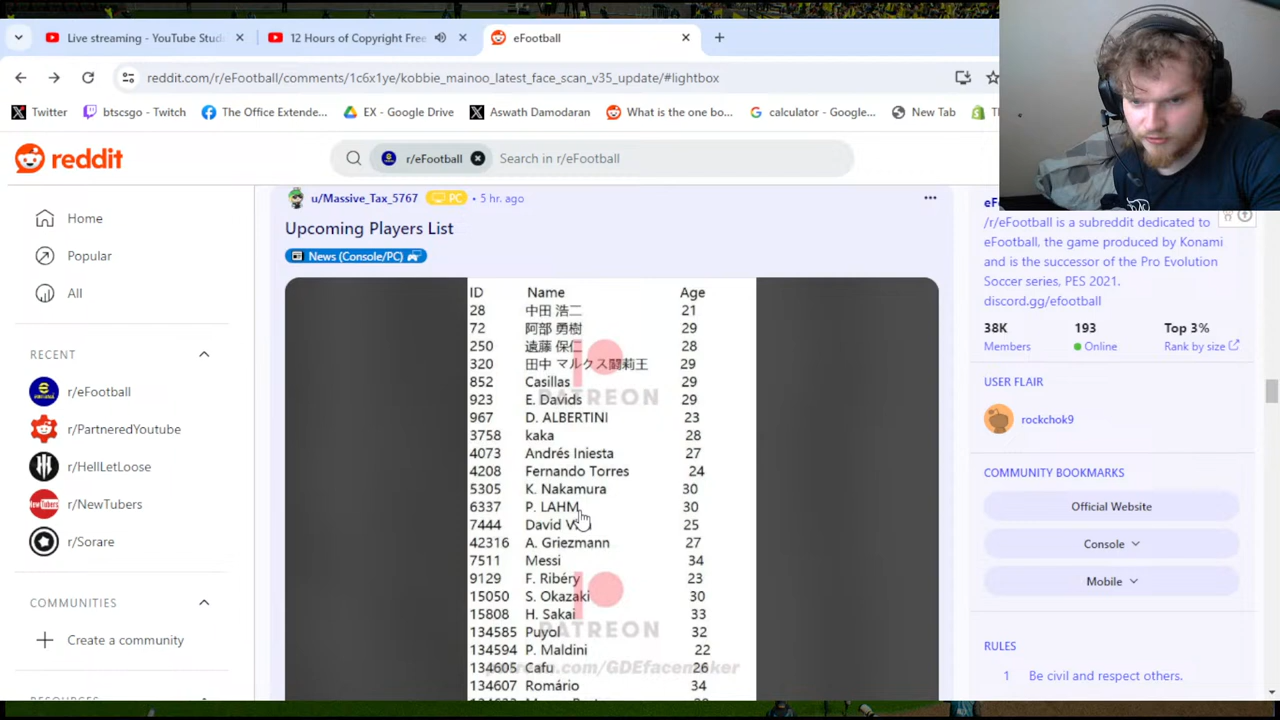 Live streaming - YouTube Stud
12 Hours of Copyright Free
eFootball
reddit.com/r/eFootball/comments/1c6x1ye/kobbie_mainoo_latest_face_scan_v35_update/#lightbox
Twitter
btscsgo - Twitch
The Office Extende...
EX - Google Drive
Aswath Damodaran
What is the one bo...
calculator - Google...
New Tab
reddit
r/eFootball
Search in r/eFootball
Home
Popular
All
RECENT
r/eFootball
r/PartneredYoutube
r/HellLetLoose
r/NewTubers
r/Sorare
COMMUNITIES
Create a community
u/Massive_Tax_5767 PC • 5 hr. ago
Upcoming Players List
News (Console/PC)
ID Name Age
28 中田 浩二 21
72 阿部 勇樹 29
250 遠藤 保仁 28
320 田中 マルクス闘莉王 29
852 Casillas 29
923 E. Davids 29
967 D. ALBERTINI 23
3758 kaka 28
4073 Andrés Iniesta 27
4208 Fernando Torres 24
5305 K. Nakamura 30
6337 P. LAHM 30
7444 David 25
42316 A. Griezmann 27
7511 Messi 34
9129 F. Ribéry 23
15050 S. Okazaki 30
15808 H. Sakai 33
134585 Puyol 32
134594 P. Maldini 22
134605 Cafu 26
134607 Romário 34
PATREON
PATREON
.com/GDEfacemaker
/r/eFootball is a subreddit dedicated to
eFootball, the game produced by Konami
and is the successor of the Pro Evolution
Soccer series, PES 2021.
discord.gg/efootball
38K 193 Top 3%
Members Online Rank by size
USER FLAIR
rockchok9
COMMUNITY BOOKMARKS
Official Website
Console
Mobile
RULES
1 Be civil and respect others.